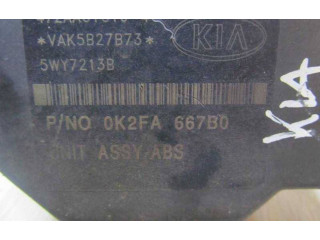 *VAK5B27B73*
KIA
5WY7213B
P/NO 0K2FA 667B0
UNIT ASSY ABS
KIA